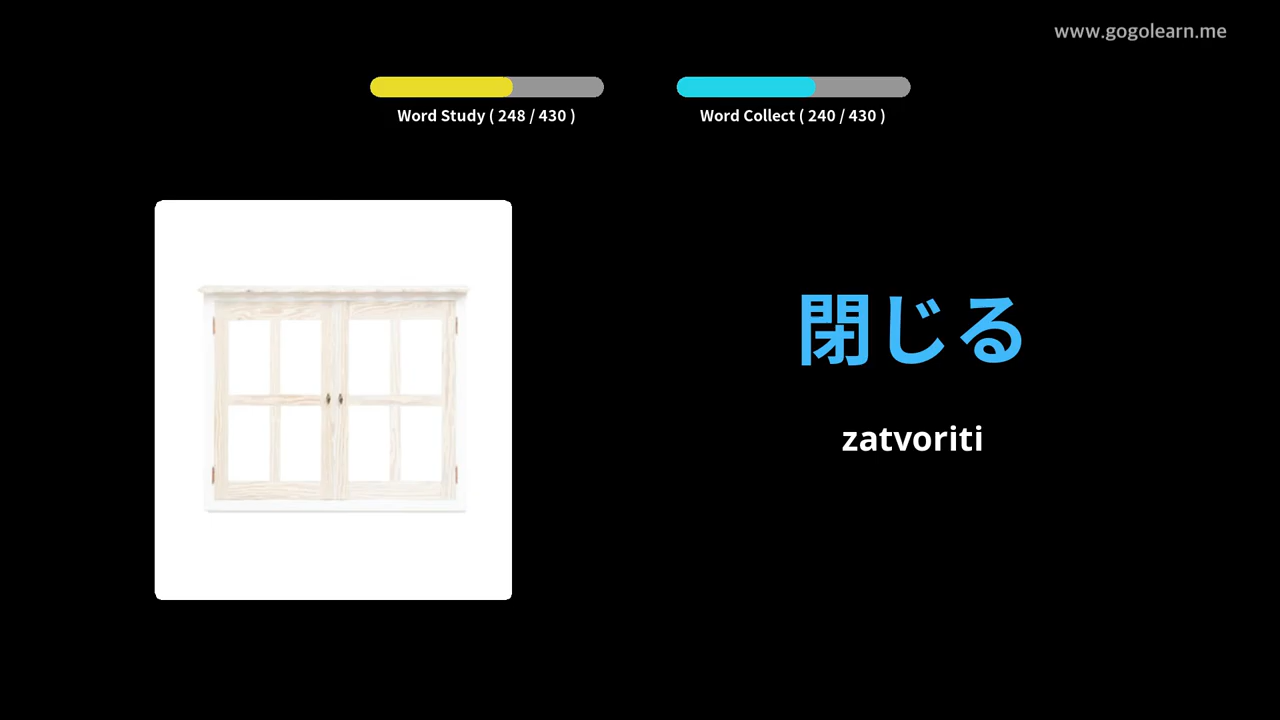 www.gogolearn.me
Word Study ( 248 / 430 )
Word Collect ( 240 / 430 )
閉じる
zatvoriti